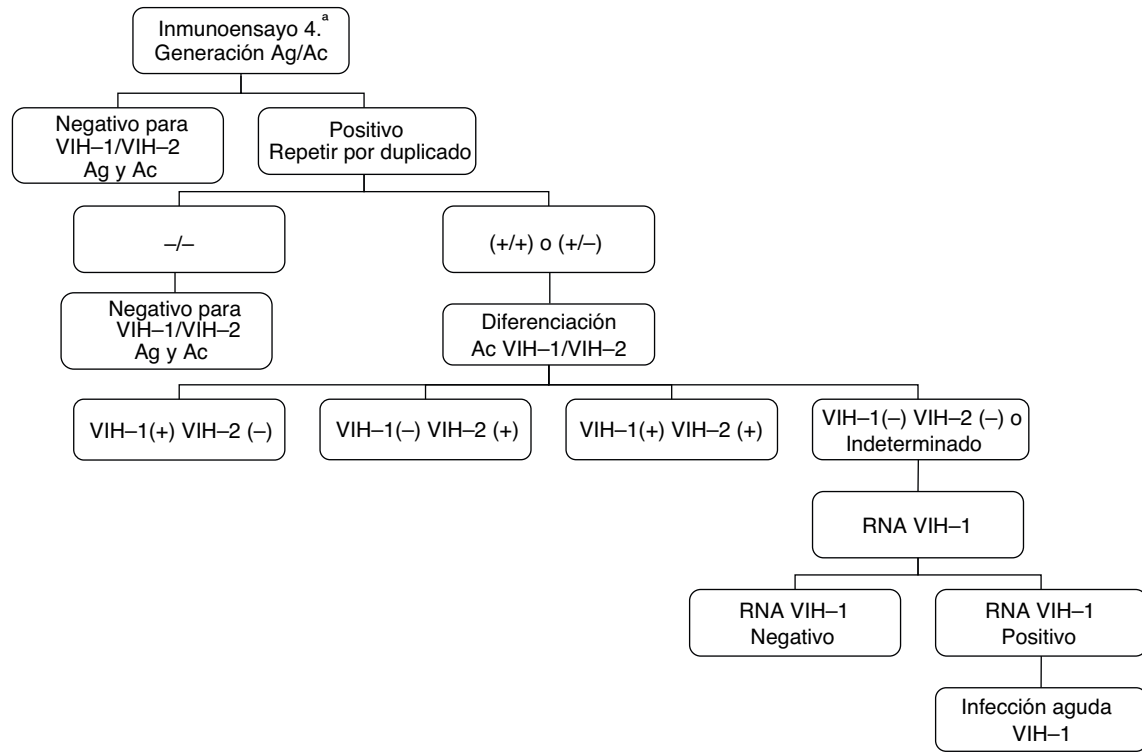 Inmunoensayo 4.ª
Generación Ag/Ac
Negativo para
VIH–1/VIH–2
Ag y Ac
Positivo
Repetir por duplicado
–/–
(+/+) o (+/–)
Negativo para
VIH–1/VIH–2
Ag y Ac
Diferenciación
Ac VIH–1/VIH–2
VIH–1(+) VIH–2 (–)
VIH–1(–) VIH–2 (+)
VIH–1(+) VIH–2 (+)
VIH–1(–) VIH–2 (–) o
Indeterminado
RNA VIH–1
RNA VIH–1
Negativo
RNA VIH–1
Positivo
Infección aguda
VIH–1